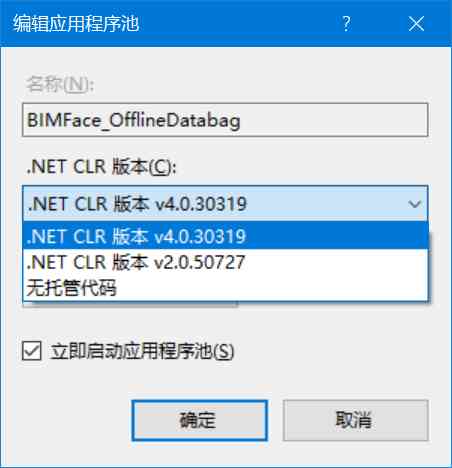 编辑应用程序池
名称(N):
BIMFace_OfflineDatabag
.NET CLR 版本(C):
.NET CLR 版本 v4.0.30319
.NET CLR 版本 v4.0.30319
.NET CLR 版本 v2.0.50727
无托管代码
立即启动应用程序池(S)
确定
取消